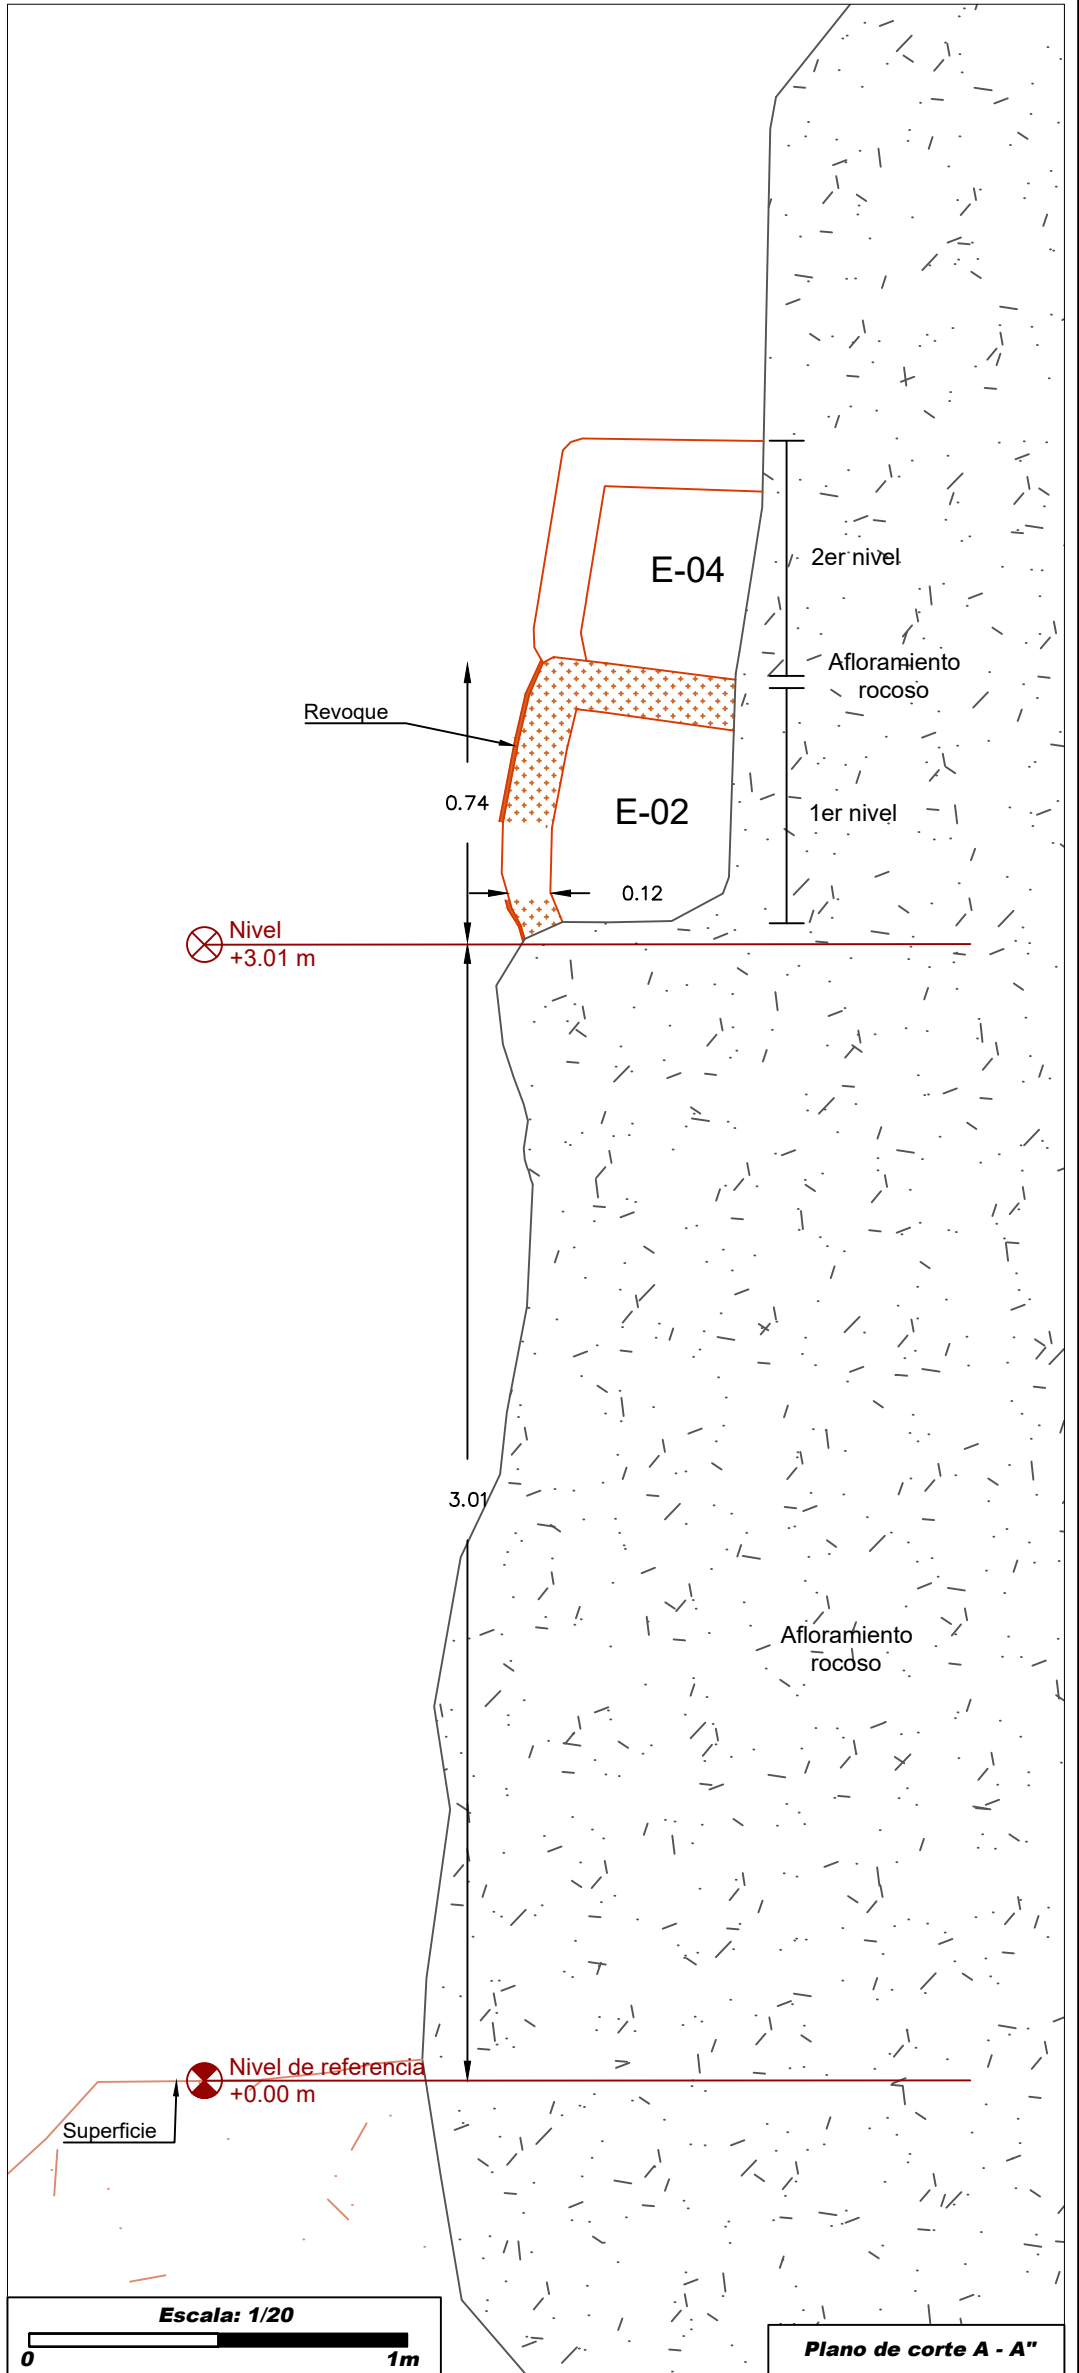 E-04
2er nivel
Afloramiento
rocoso
Revoque
0.74
E-02
1er nivel
0.12
Nivel
+3.01 m
3.01
Afloramiento
rocoso
Nivel de referencia
+0.00 m
Superficie
Escala: 1/20
0 1m
Plano de corte A - A"